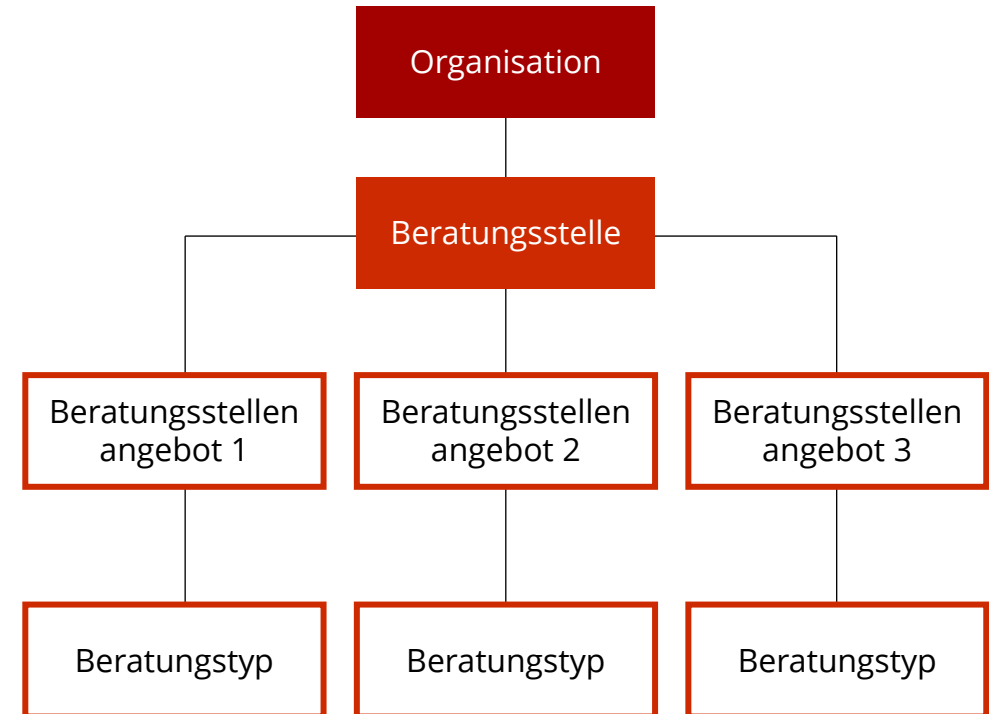 Organisation
Beratungsstelle
Beratungsstellen
angebot 1
Beratungsstellen
angebot 2
Beratungsstellen
angebot 3
Beratungstyp
Beratungstyp
Beratungstyp